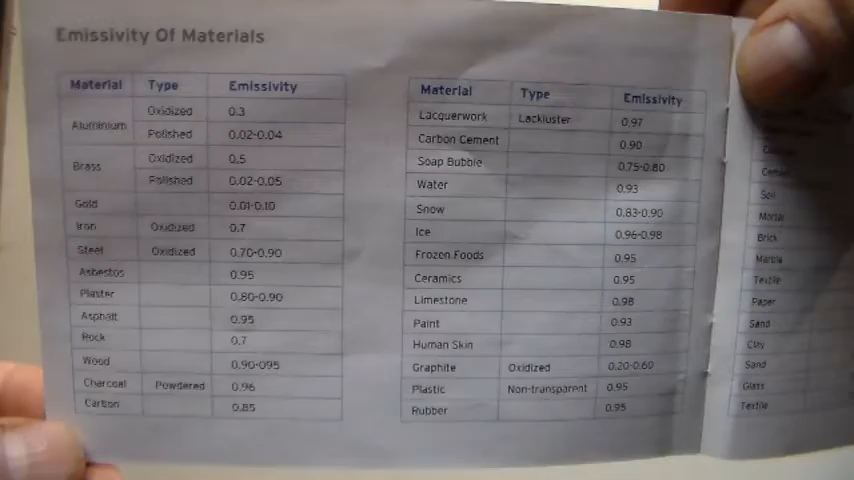 Emissivity Of Materials
Material Type Emissivity
Aluminium Oxidized 0.3
Polished 0.02-0.04
Brass Oxidized 0.5
Polished 0.02-0.05
Gold 0.01-0.10
Iron Oxidized 0.7
Steel Oxidized 0.70-0.90
Asbestos 0.95
Plaster 0.80-0.90
Asphalt 0.95
Rock 0.7
Wood 0.90-095
Charcoal Powdered 0.96
Carbon 0.85
Material Type Emissivity
Lacquerwork Lackluster 0.97
Carbon Cement 0.90
Soap Bubble 0.75-0.80
Water 0.93
Snow 0.83-0.90
Ice 0.96-0.98
Frozen Foods 0.95
Ceramics 0.95
Limestone 0.98
Paint 0.93
Human Skin 0.98
Graphite Oxidized 0.20-0.60
Plastic Non-transparent 0.95
Rubber 0.95
Soil
Mortar
Brick
Marble
Textile
Paper
Sand
Clay
Sand
Glass
Textile